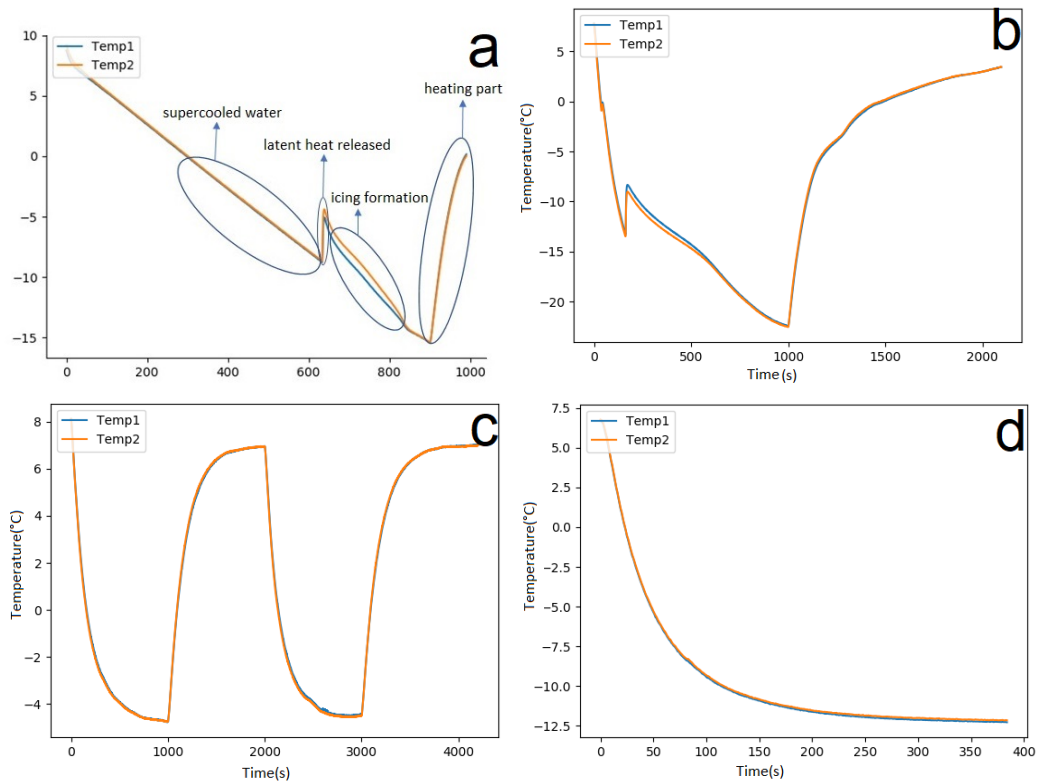 a
Temp1
Temp2
supercooled water
latent heat released
icing formation
heating part
10
5
0
−5
−10
−15
0 200 400 600 800 1000
b
Temp1
Temp2
Temperature(°C)
5
0
−5
−10
−15
−20
0 500 1000 1500 2000
Time(s)
c
Temp1
Temp2
Temperature(°C)
8
6
4
2
0
−2
−4
0 1000 2000 3000 4000
Time(s)
d
Temp1
Temp2
Temperature(°C)
7.5
5.0
2.5
0.0
−2.5
−5.0
−7.5
−10.0
−12.5
0 50 100 150 200 250 300 350 400
Time(s)